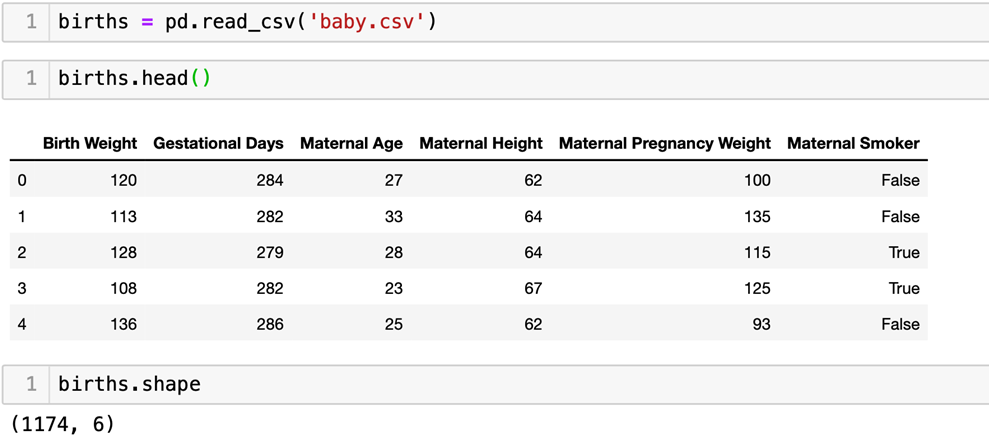 1 births = pd.read_csv('baby.csv')
1 births.head()
Birth Weight Gestational Days Maternal Age Maternal Height Maternal Pregnancy Weight Maternal Smoker
0 120 284 27 62 100 False
1 113 282 33 64 135 False
2 128 279 28 64 115 True
3 108 282 23 67 125 True
4 136 286 25 62 93 False
1 births.shape
(1174, 6)